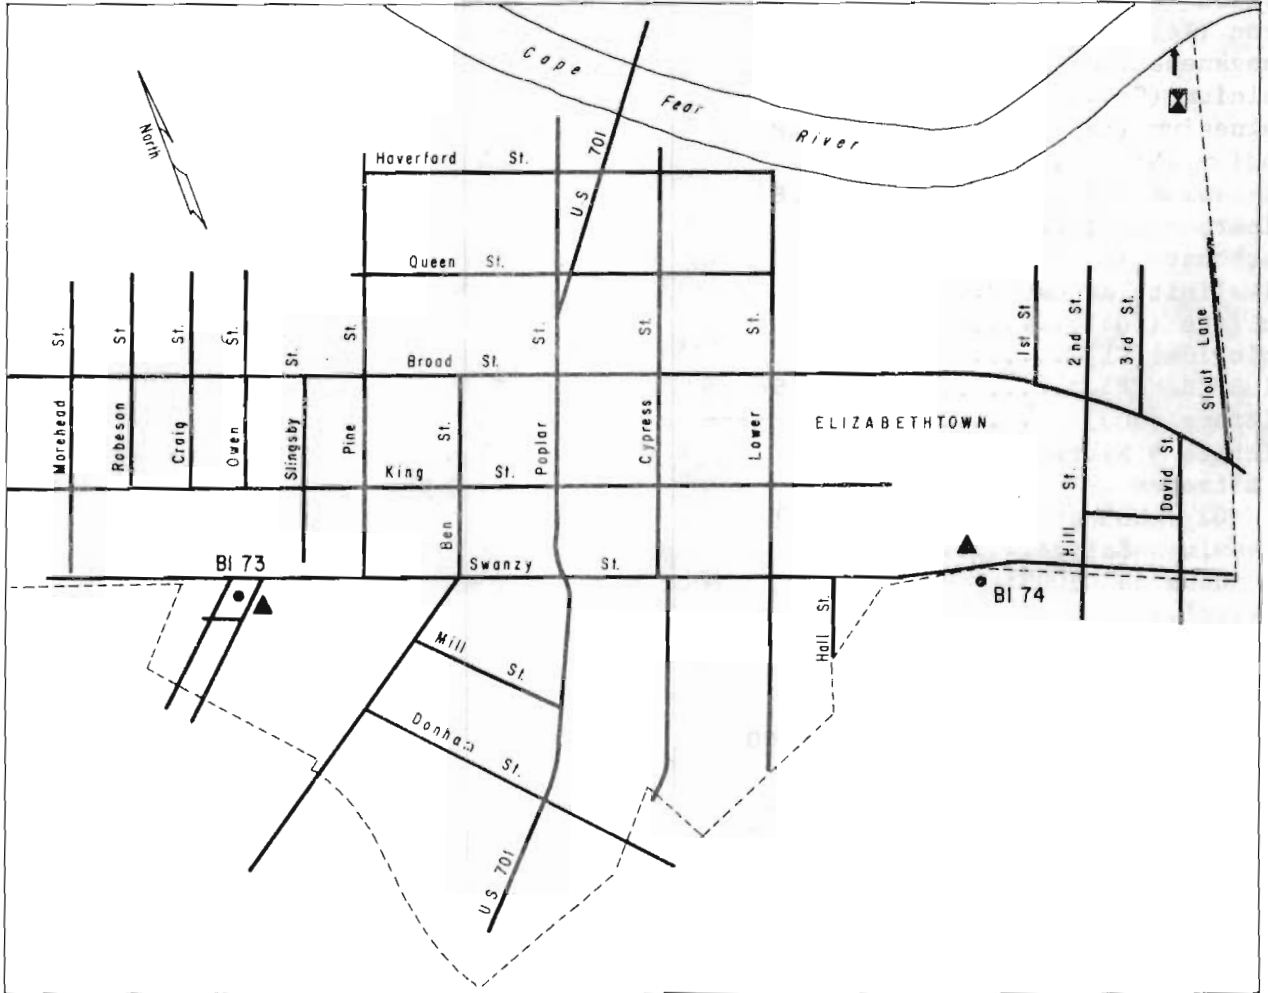 Cape Fear River
North
Haverford St.
U S 701
Queen St.
Morehead St.
Robeson St
Craig St.
Owen St.
Slingsby St.
Pine St.
Broad St.
Ben St.
Poplar St.
Cypress St.
Lower St.
ELIZABETHTOWN
1st St
2nd St.
3rd St.
Slout Lane
King St.
Hill St.
David St.
BI 73
Swanzy St.
BI 74
Hall St.
Mill St.
Donham St.
U S 701